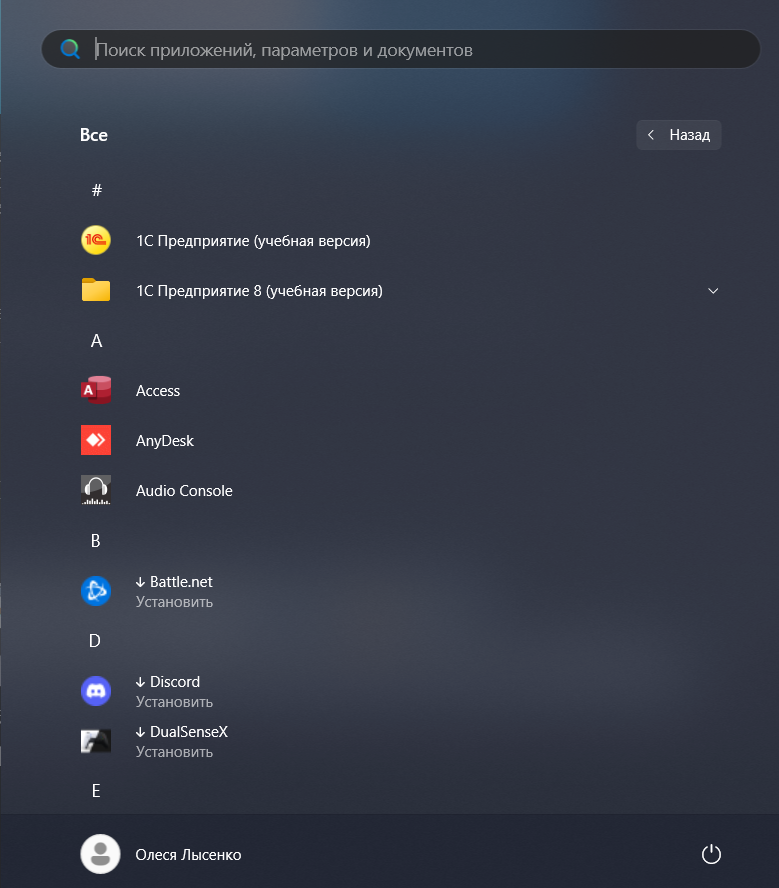 Поиск приложений, параметров и документов
Все
Назад
#
1С Предприятие (учебная версия)
1С Предприятие 8 (учебная версия)
A
Access
AnyDesk
Audio Console
B
↓ Battle.net
Установить
D
↓ Discord
Установить
↓ DualSenseX
Установить
E
Олеся Лысенко